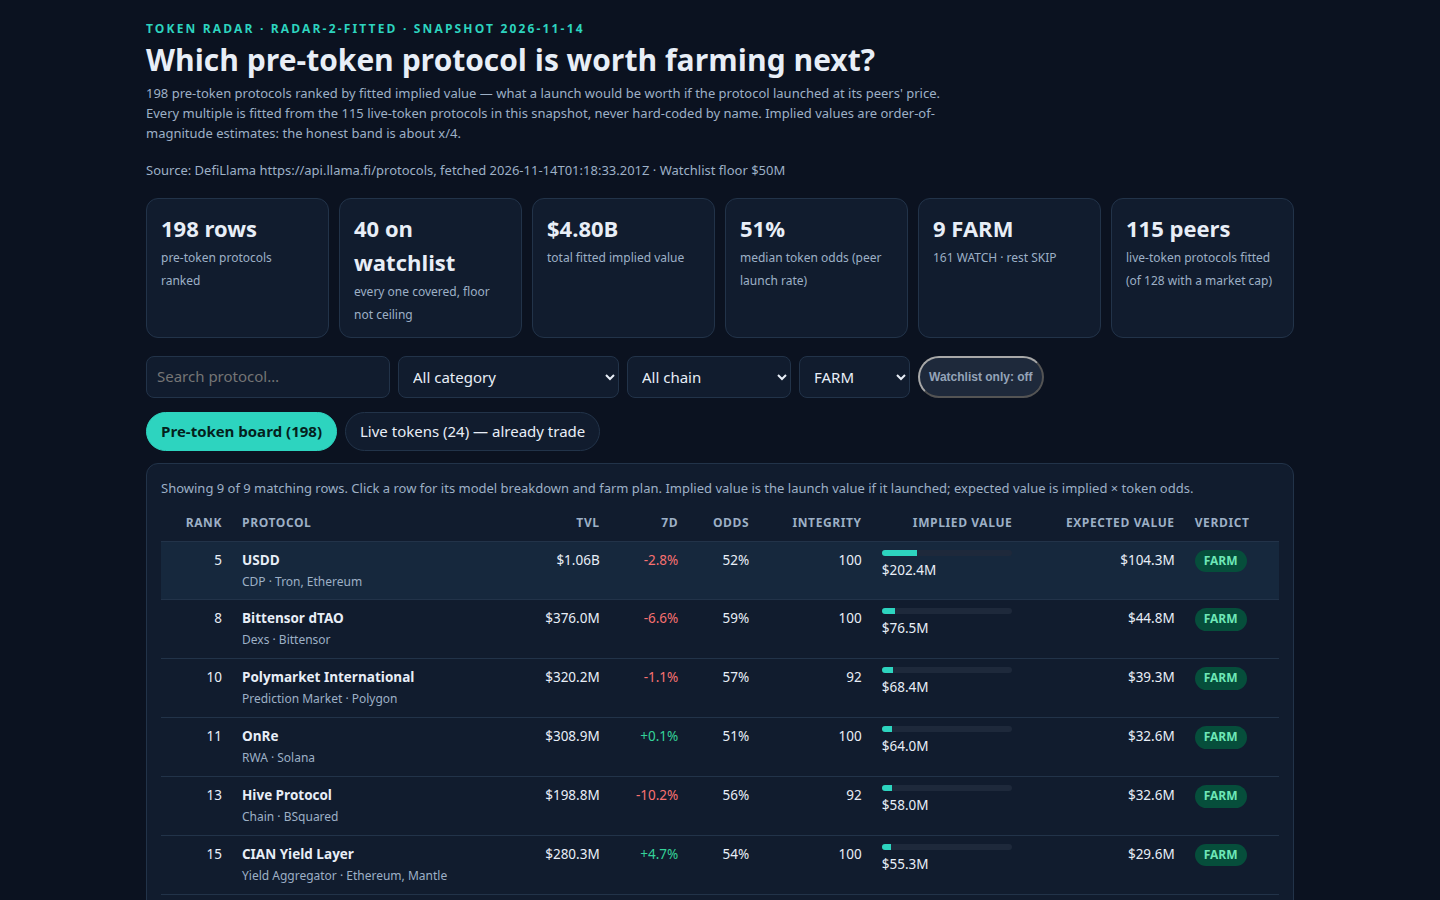 TOKEN RADAR · RADAR-2-FITTED · SNAPSHOT 2026-11-14
Which pre-token protocol is worth farming next?
198 pre-token protocols ranked by fitted implied value — what a launch would be worth if the protocol launched at its peers' price.
Every multiple is fitted from the 115 live-token protocols in this snapshot, never hard-coded by name. Implied values are order-of-
magnitude estimates: the honest band is about x/4.
Source: DefiLlama https://api.llama.fi/protocols, fetched 2026-11-14T01:18:33.201Z · Watchlist floor $50M
198 rows
pre-token protocols
ranked
40 on
watchlist
every one covered, floor
not ceiling
$4.80B
total fitted implied value
51%
median token odds (peer
launch rate)
9 FARM
161 WATCH · rest SKIP
115 peers
live-token protocols fitted
(of 128 with a market cap)
Search protocol... All category All chain FARM Watchlist only: off
Pre-token board (198) Live tokens (24) — already trade
Showing 9 of 9 matching rows. Click a row for its model breakdown and farm plan. Implied value is the launch value if it launched; expected value is implied × token odds.
RANK PROTOCOL TVL 7D ODDS INTEGRITY IMPLIED VALUE EXPECTED VALUE VERDICT
5 USDD $1.06B -2.8% 52% 100 $202.4M $104.3M FARM
CDP · Tron, Ethereum
8 Bittensor dTAO $376.0M -6.6% 59% 100 $76.5M $44.8M FARM
Dexs · Bittensor
10 Polymarket International $320.2M -1.1% 57% 92 $68.4M $39.3M FARM
Prediction Market · Polygon
11 OnRe $308.9M +0.1% 51% 100 $64.0M $32.6M FARM
RWA · Solana
13 Hive Protocol $198.8M -10.2% 56% 92 $58.0M $32.6M FARM
Chain · BSquared
15 CIAN Yield Layer $280.3M +4.7% 54% 100 $55.3M $29.6M FARM
Yield Aggregator · Ethereum, Mantle